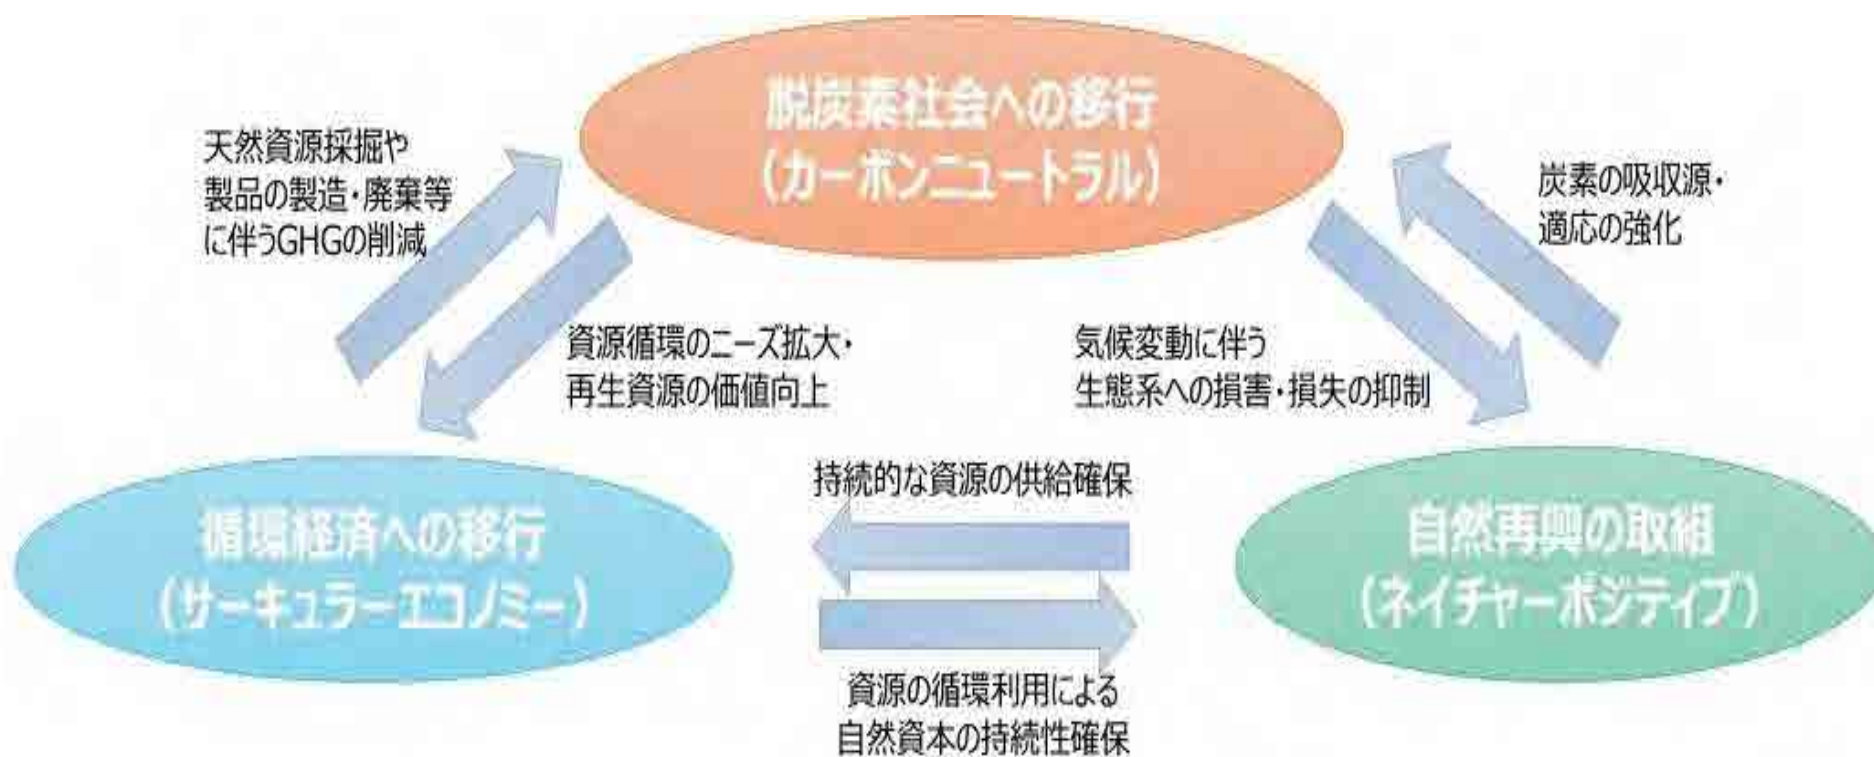 脱炭素社会への移行
（カーボンニュートラル）
天然資源採掘や
製品の製造・廃棄等
に伴うGHGの削減
炭素の吸収源・
適応の強化
資源循環のニーズ拡大・
再生資源の価値向上
気候変動に伴う
生態系への損害・損失の抑制
循環経済への移行
（サーキュラーエコノミー）
持続的な資源の供給確保
自然再興の取組
（ネイチャーポジティブ）
資源の循環利用による
自然資本の持続性確保